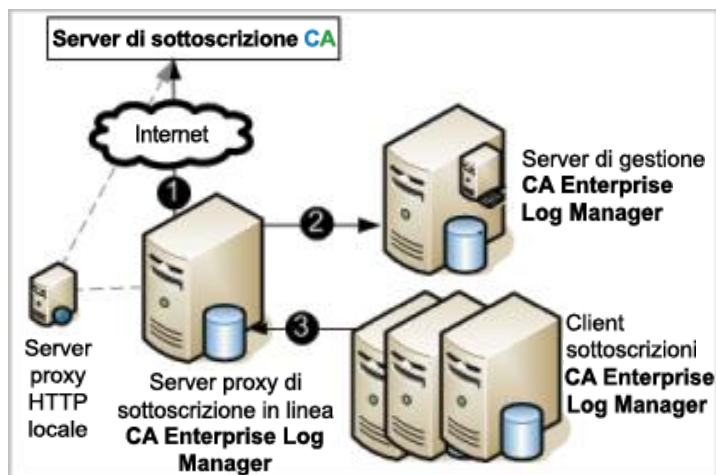 Server di sottoscrizione CA
Internet
1
2
Server di gestione
CA Enterprise
Log Manager
3
Server
proxy
HTTP
locale
Server proxy di
sottoscrizione in linea
CA Enterprise Log
Manager
Client
sottoscrizioni
CA Enterprise
Log Manager